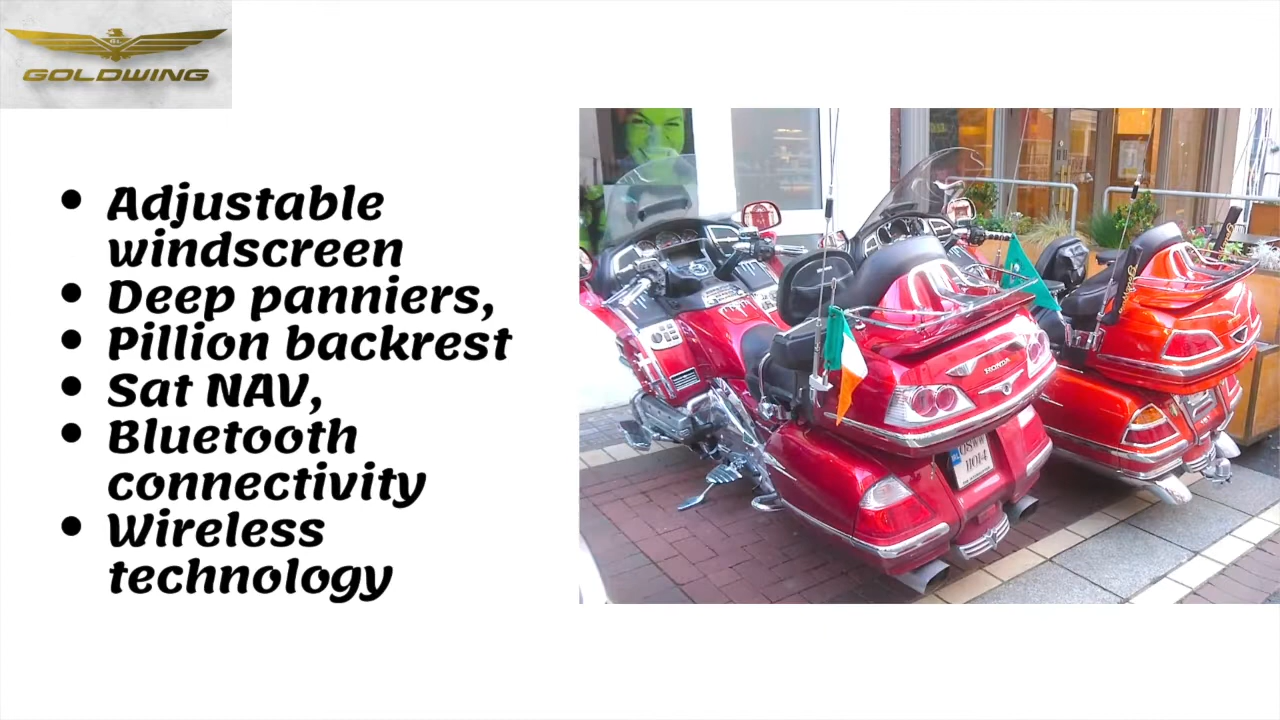 GOLDWING
• Adjustable
windscreen
• Deep panniers,
• Pillion backrest
• Sat NAV,
• Bluetooth
connectivity
• Wireless
technology
HONDA